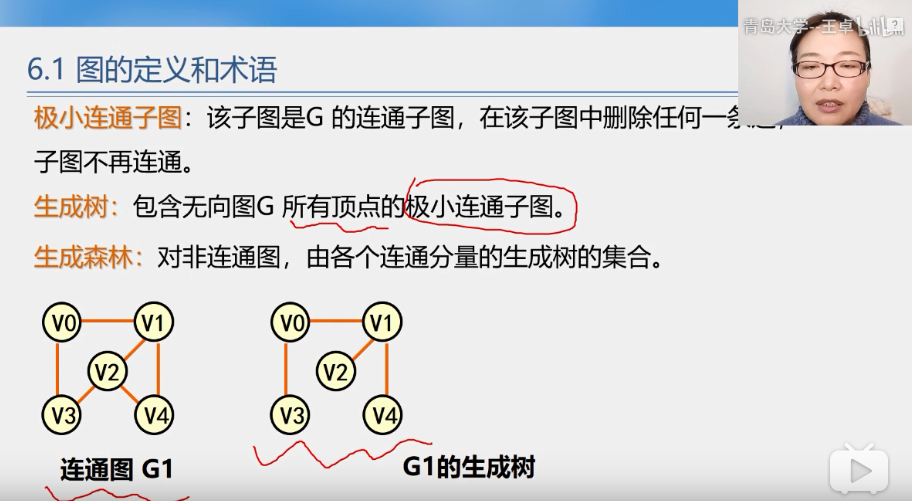 青岛大学-王卓
bilibili
6.1 图的定义和术语
极小连通子图：该子图是G 的连通子图，在该子图中删除任何一条边，
子图不再连通。
生成树：包含无向图G 所有顶点的极小连通子图。
生成森林：对非连通图，由各个连通分量的生成树的集合。
V0 V1 V0 V1
V2 V2
V3 V4 V3 V4
连通图 G1 G1的生成树